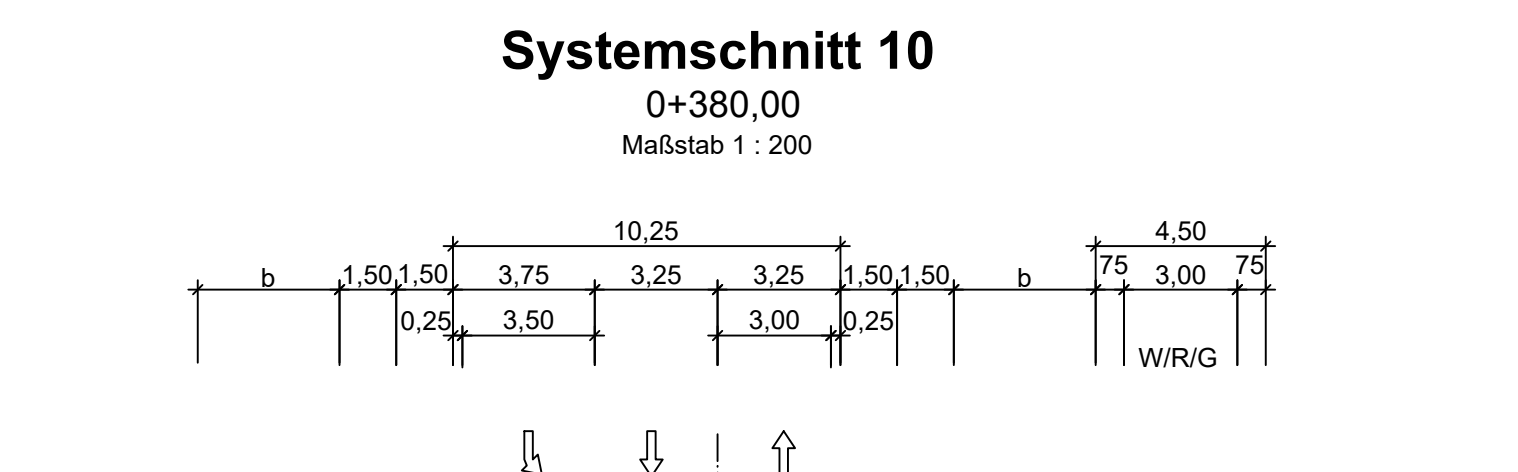 Systemschnitt 10
0+380,00
Maßstab 1 : 200
10,25 4,50
b 1,50 1,50 3,75 3,25 3,25 1,50 1,50 b 75 3,00 75
0,25 3,50 3,00 0,25
W/R/G